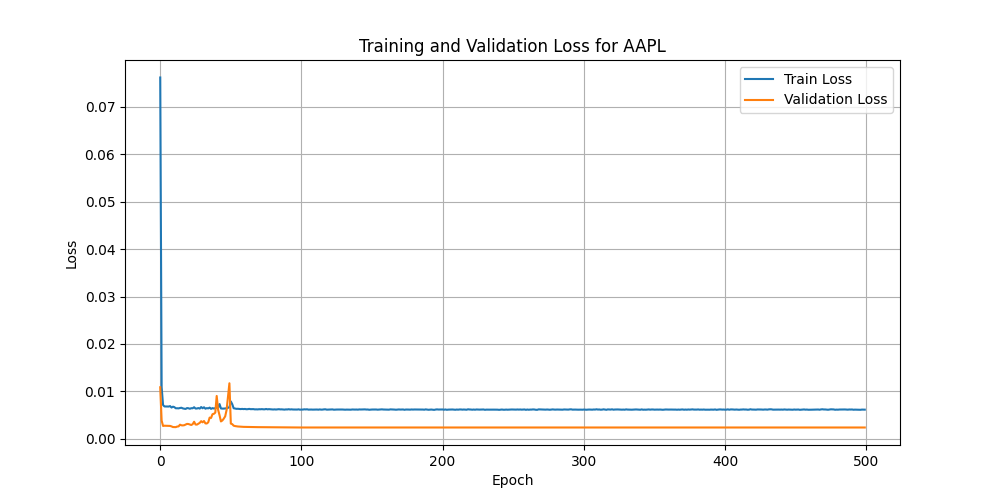 Training and Validation Loss for AAPL
Train Loss
Validation Loss
0.07
0.06
0.05
0.04
0.03
0.02
0.01
0.00
Loss
0 100 200 300 400 500
Epoch